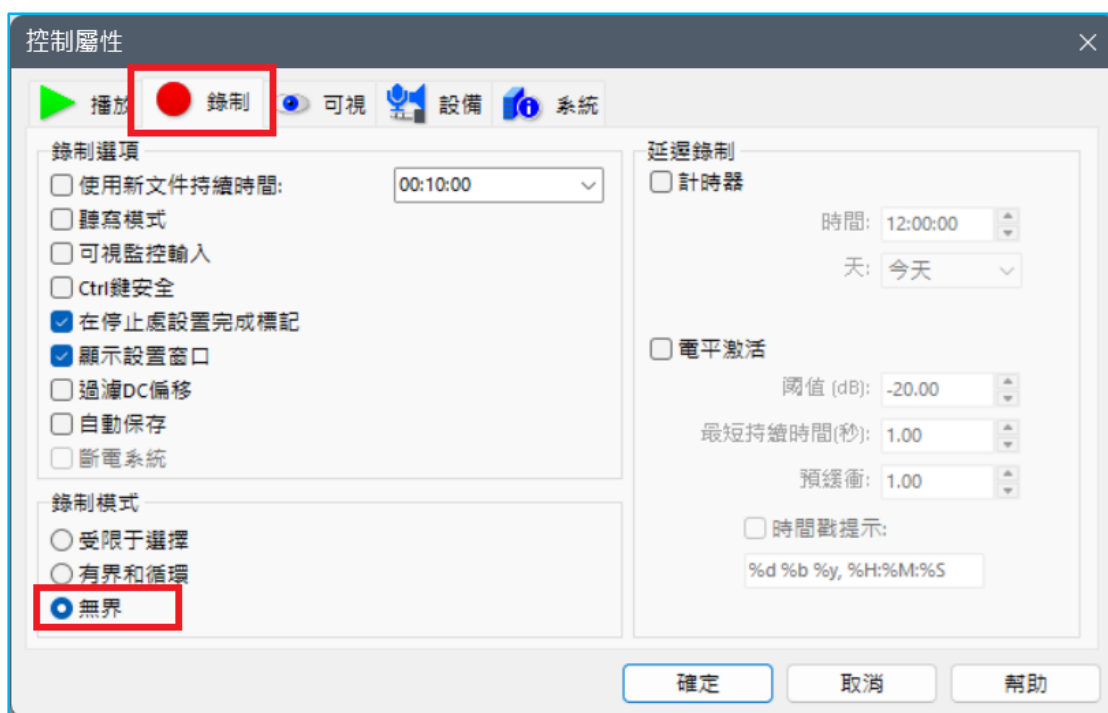 控制屬性
播放 錄制 可視 設備 系統
錄制選項
使用新文件持續時間: 00:10:00
聽寫模式
可視監控輸入
Ctrl鍵安全
在停止處設置完成標記
顯示設置窗口
過濾DC偏移
自動保存
斷電系統
錄制模式
受限于選擇
有界和循環
無界
延遲錄制
計時器
時間: 12:00:00
天: 今天
電平激活
阈值 (dB): -20.00
最短持續時間(秒): 1.00
預緩衝: 1.00
時間戳提示:
%d %b %y, %H:%M:%S
確定 取消 幫助